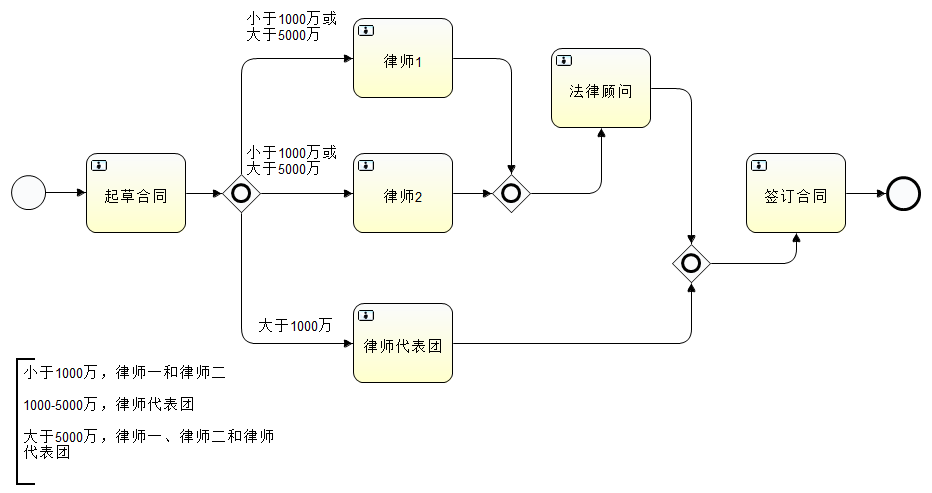 小于1000万或
大于5000万
律师1
法律顾问
小于1000万或
大于5000万
起草合同
律师2
签订合同
大于1000万
律师代表团
小于1000万，律师一和律师二
1000-5000万，律师代表团
大于5000万，律师一、律师二和律师
代表团